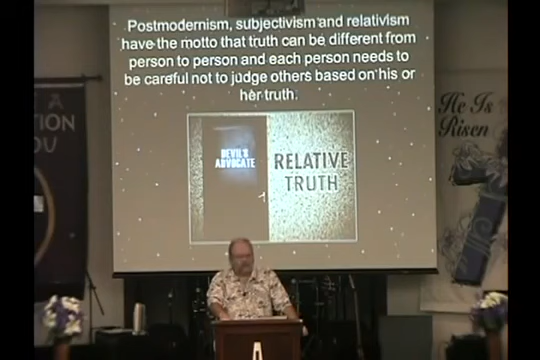 Postmodernism, subjectivism and relativism
have the motto that truth can be different from
person to person and each person needs to
be careful not to judge others based on his or
her truth.
DEVIL'S
ADVOCATE
RELATIVE
TRUTH
He Is
Risen
A